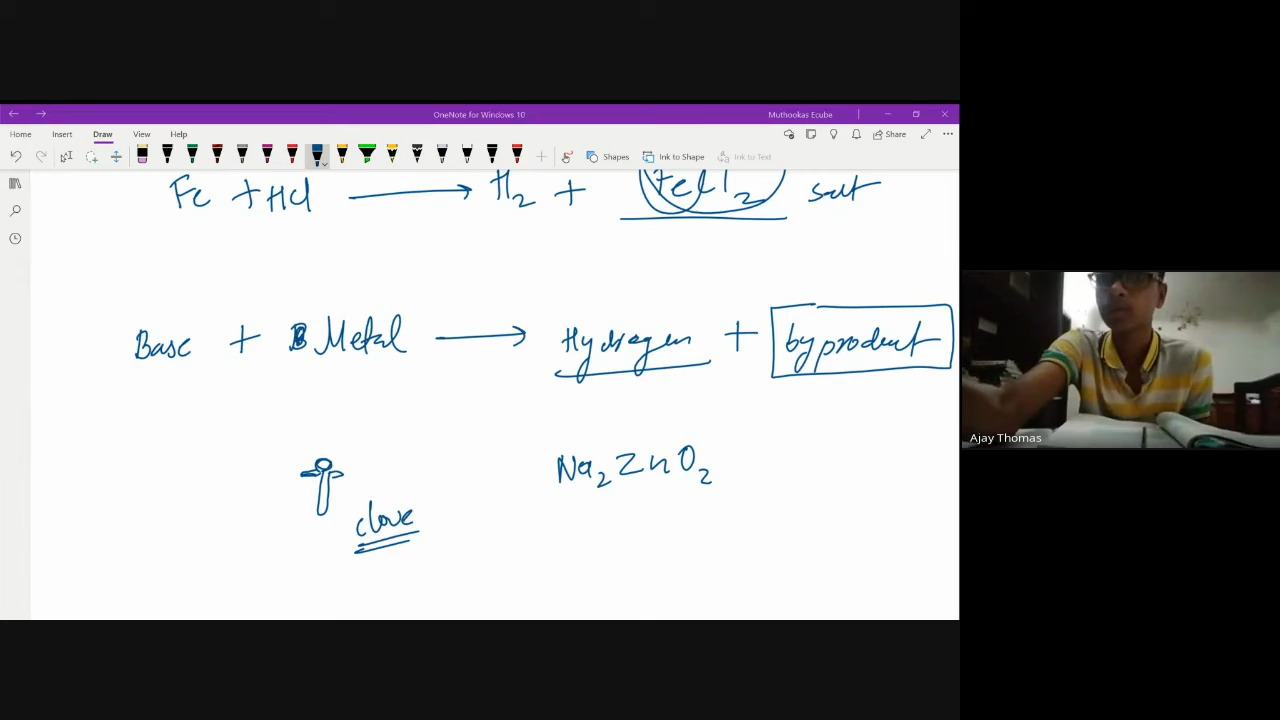 OneNote for Windows 10
Muthookas Ecube
Home Insert Draw View Help
Share
Shapes Ink to Shape Ink to Text
Fe + HCl → H2 + FeCl2 salt
Base + B Metal → Hydrogen + byproduct
Na2ZnO2
clove
Ajay Thomas